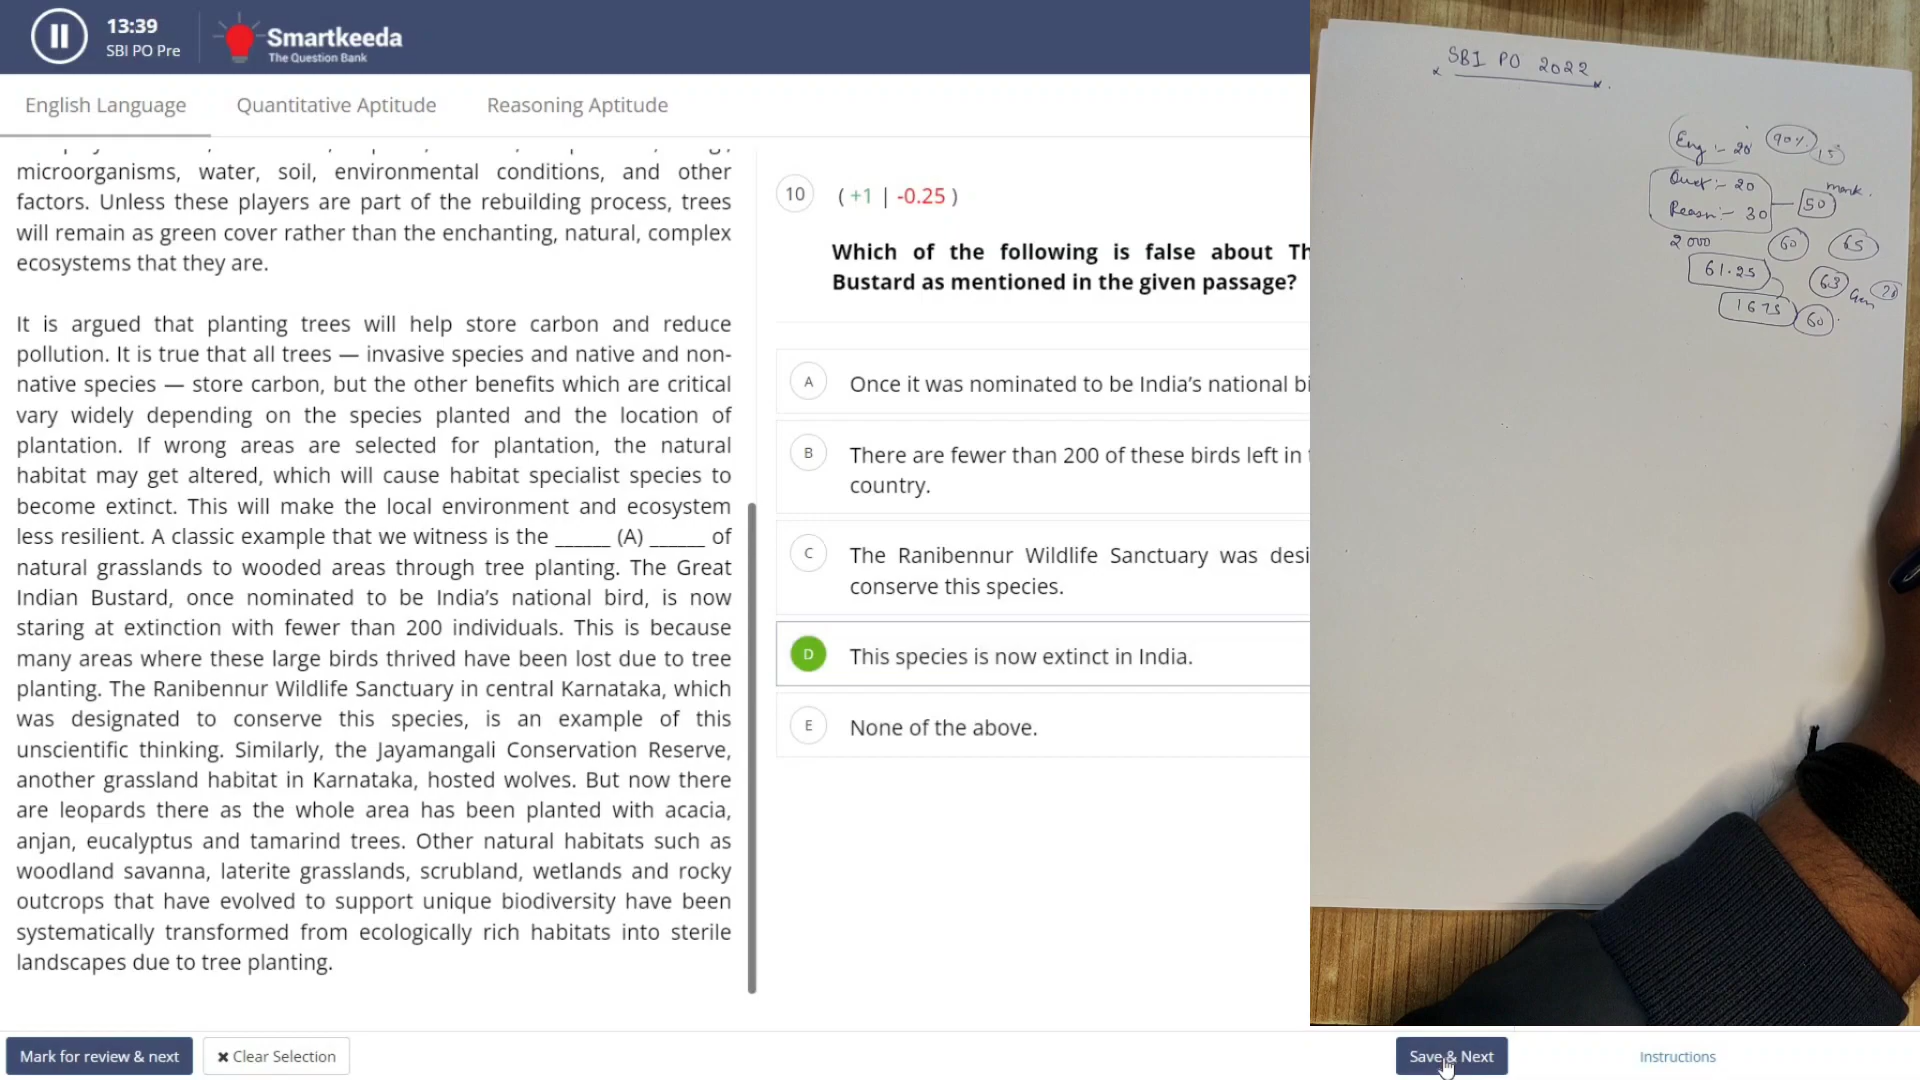 13:39
SBI PO Pre
Smartkeeda
The Question Bank
English Language
Quantitative Aptitude
Reasoning Aptitude
microorganisms, water, soil, environmental conditions, and other
factors. Unless these players are part of the rebuilding process, trees
will remain as green cover rather than the enchanting, natural, complex
ecosystems that they are.
It is argued that planting trees will help store carbon and reduce
pollution. It is true that all trees — invasive species and native and non-
native species — store carbon, but the other benefits which are critical
vary widely depending on the species planted and the location of
plantation. If wrong areas are selected for plantation, the natural
habitat may get altered, which will cause habitat specialist species to
become extinct. This will make the local environment and ecosystem
less resilient. A classic example that we witness is the ______ (A) ______ of
natural grasslands to wooded areas through tree planting. The Great
Indian Bustard, once nominated to be India's national bird, is now
staring at extinction with fewer than 200 individuals. This is because
many areas where these large birds thrived have been lost due to tree
planting. The Ranibennur Wildlife Sanctuary in central Karnataka, which
was designated to conserve this species, is an example of this
unscientific thinking. Similarly, the Jayamangali Conservation Reserve,
another grassland habitat in Karnataka, hosted wolves. But now there
are leopards there as the whole area has been planted with acacia,
anjan, eucalyptus and tamarind trees. Other natural habitats such as
woodland savanna, laterite grasslands, scrubland, wetlands and rocky
outcrops that have evolved to support unique biodiversity have been
systematically transformed from ecologically rich habitats into sterile
landscapes due to tree planting.
10 ( +1 | -0.25 )
Which of the following is false about Th
Bustard as mentioned in the given passage?
A Once it was nominated to be India's national bi
B There are fewer than 200 of these birds left in
country.
C The Ranibennur Wildlife Sanctuary was desi
conserve this species.
D This species is now extinct in India.
E None of the above.
Mark for review & next
✖ Clear Selection
Save & Next
Instructions
SBI PO 2022
Eng :- 20 90% 15
Quet :- 20
mark.
Reason :- 30 50
2000 60 65
61.25 63 Gen
1675 60